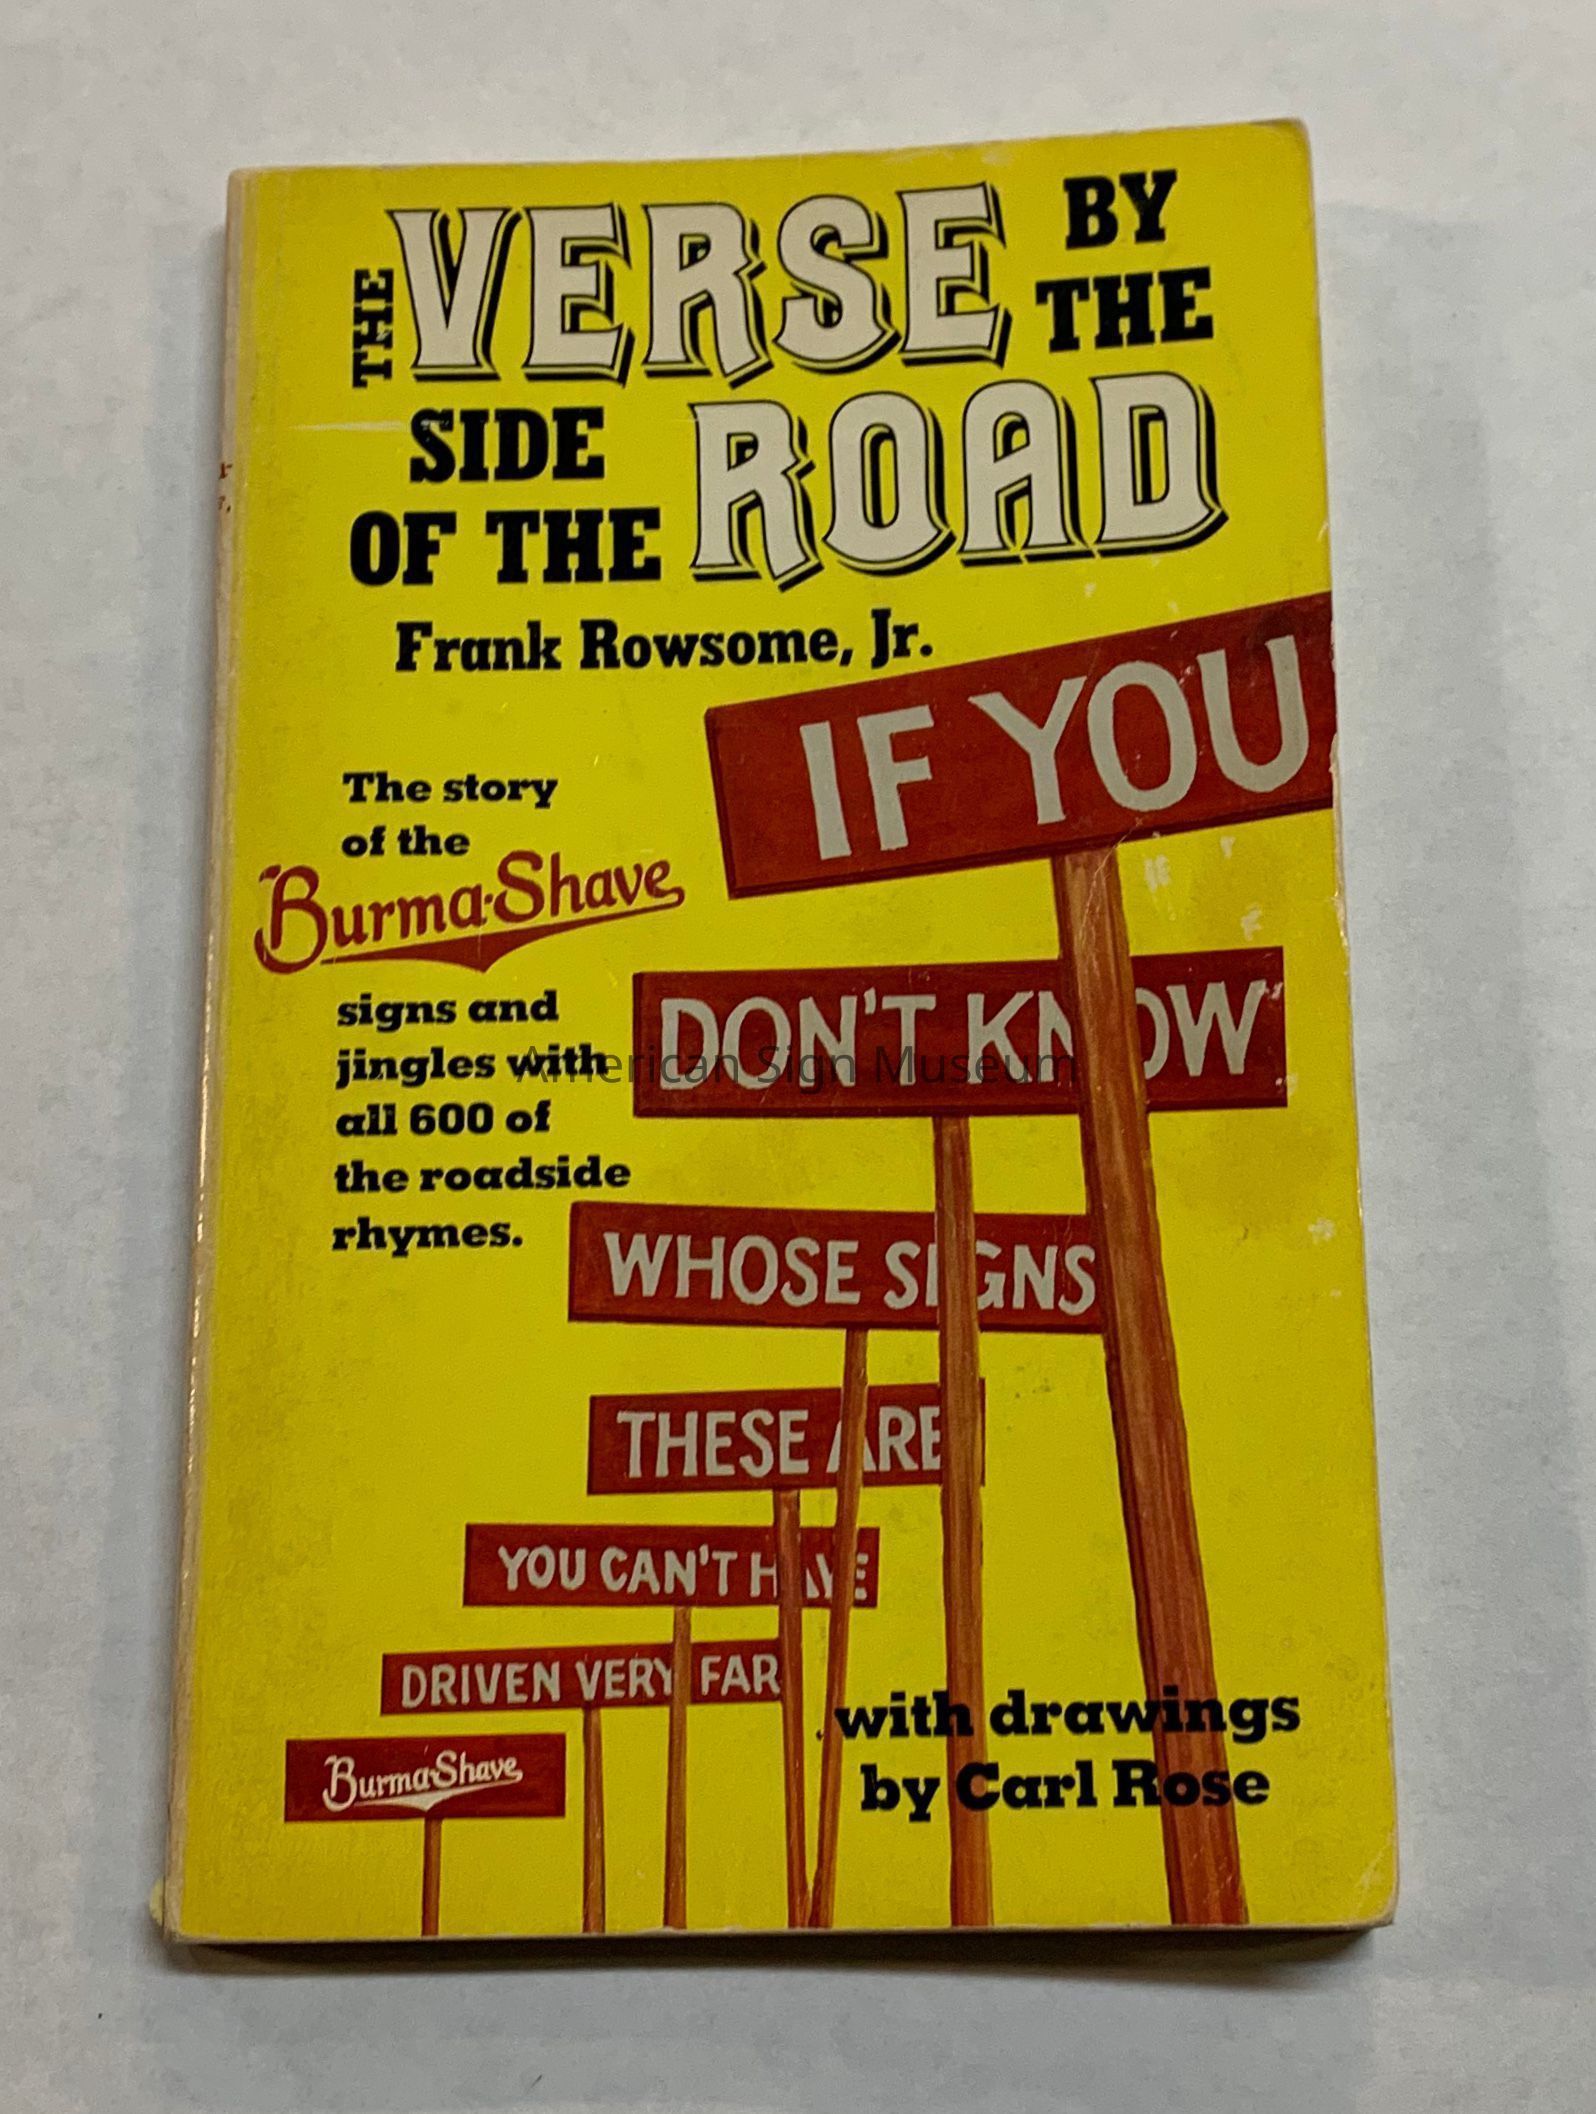 THE VERSE BY THE
SIDE OF THE ROAD
Frank Rowsome, Jr.
The story
of the
Burma-Shave
signs and
jingles with
all 600 of
the roadside
rhymes.
IF YOU
DON'T KNOW
WHOSE SIGNS
THESE ARE
YOU CAN'T HAVE
DRIVEN VERY FAR
Burma-Shave
with drawings
by Carl Rose
American Sign Museum